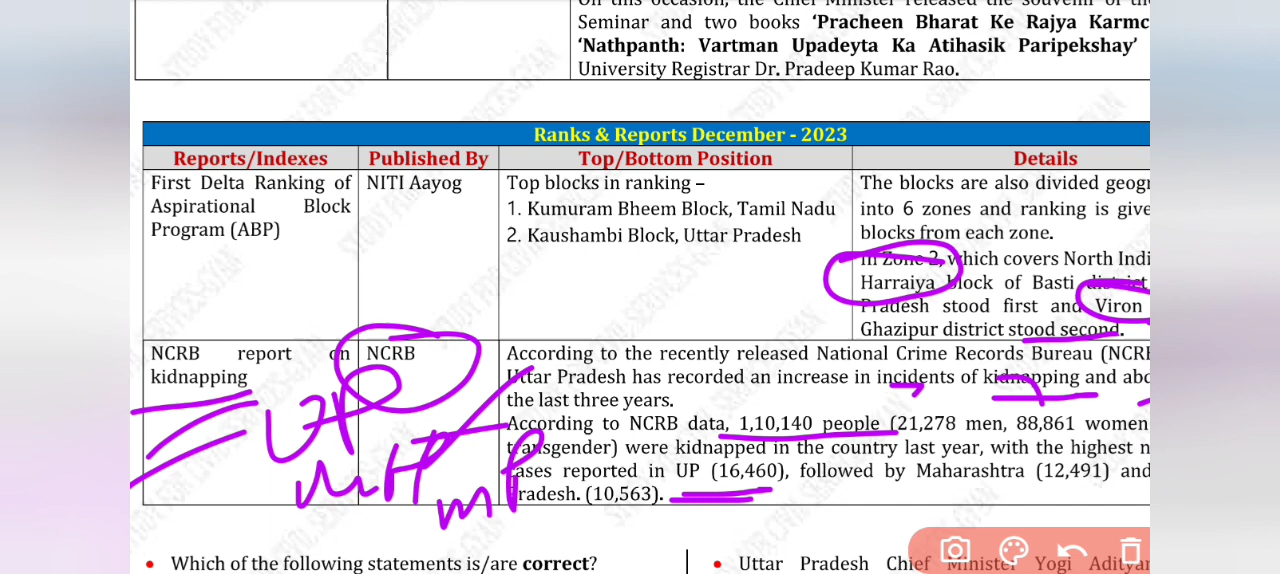 On this occasion, the Chief Minister released the souvenir of the
Seminar and two books ‘Pracheen Bharat Ke Rajya Karmc
‘Nathpanth: Vartman Upadeyta Ka Atihasik Paripekshay’
University Registrar Dr. Pradeep Kumar Rao.
Ranks & Reports December - 2023
Reports/Indexes Published By Top/Bottom Position Details
First Delta Ranking of Aspirational Block Program (ABP)
NITI Aayog
Top blocks in ranking –
1. Kumuram Bheem Block, Tamil Nadu
2. Kaushambi Block, Uttar Pradesh
The blocks are also divided geogr
into 6 zones and ranking is give
blocks from each zone.
In Zone 2, which covers North Indi
Harraiya block of Basti district
Pradesh stood first and Viron
Ghazipur district stood second.
NCRB report on
kidnapping
NCRB
According to the recently released National Crime Records Bureau (NCRB
Uttar Pradesh has recorded an increase in incidents of kidnapping and abd
the last three years.
According to NCRB data, 1,10,140 people (21,278 men, 88,861 women
transgender) were kidnapped in the country last year, with the highest n
cases reported in UP (16,460), followed by Maharashtra (12,491) and
Pradesh. (10,563).
UP
MH
MP
• Which of the following statements is/are correct?
• Uttar Pradesh Chief Minister Yogi Adityan